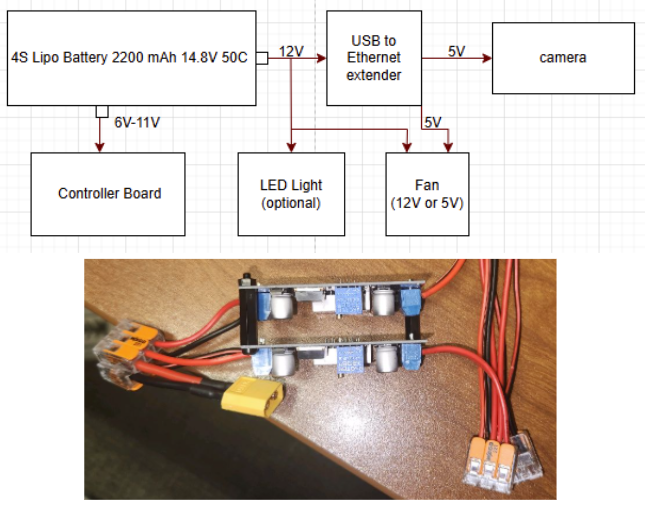 4S Lipo Battery 2200 mAh 14.8V 50C
12V
USB to
Ethernet
extender
5V
camera
6V-11V
5V
Controller Board
LED Light
(optional)
Fan
(12V or 5V)